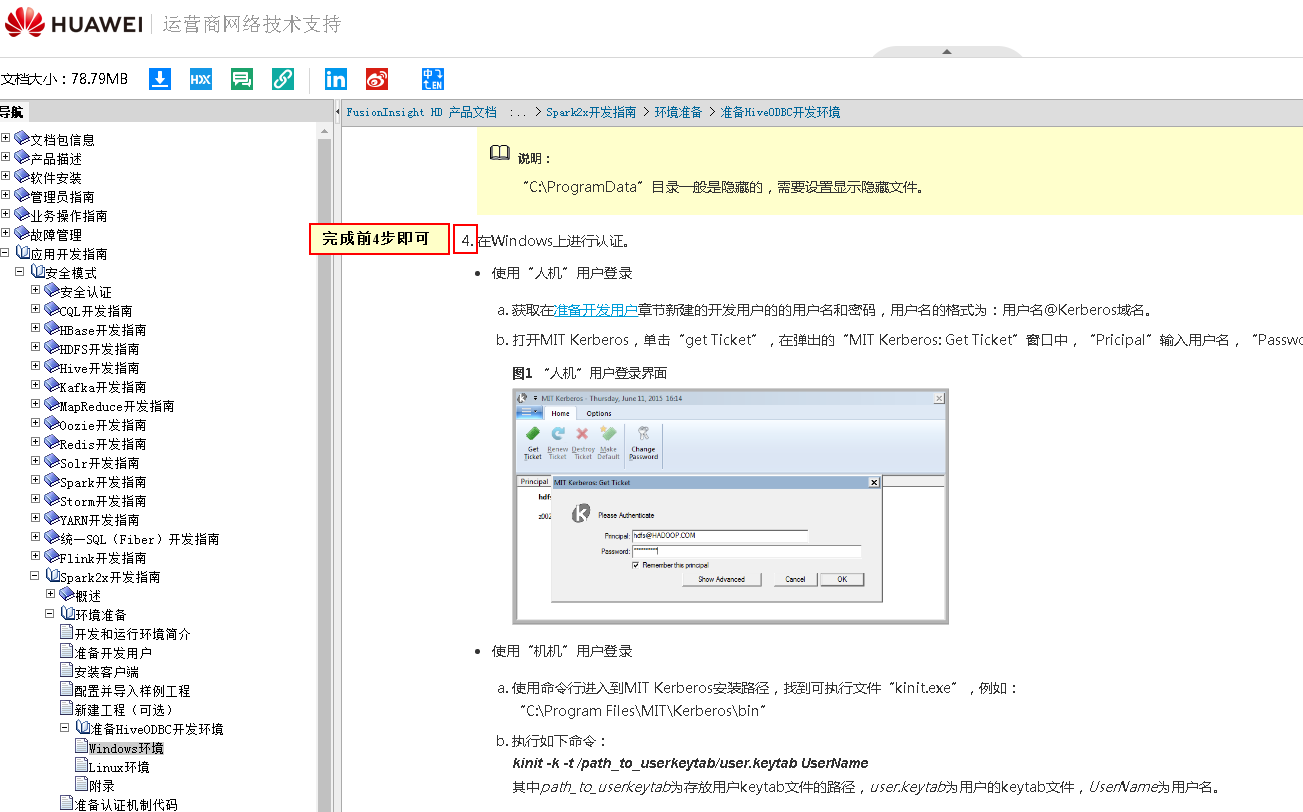 HUAWEI 运营商网络技术支持
文档大小：78.79MB HDX in 中 EN
导航
FusionInsight HD 产品文档 :.. > Spark2x开发指南 > 环境准备 > 准备HiveODBC开发环境
文档包信息
产品描述
软件安装
管理员指南
业务操作指南
故障管理
应用开发指南
安全模式
安全认证
CQL开发指南
HBase开发指南
HDFS开发指南
Hive开发指南
Kafka开发指南
MapReduce开发指南
Oozie开发指南
Redis开发指南
Solr开发指南
Spark开发指南
Storm开发指南
YARN开发指南
统一SQL（Fiber）开发指南
Flink开发指南
Spark2x开发指南
概述
环境准备
开发和运行环境简介
准备开发用户
安装客户端
配置并导入样例工程
新建工程（可选）
准备HiveODBC开发环境
Windows环境
Linux环境
附录
准备认证机制代码
说明：
“C:\ProgramData”目录一般是隐藏的，需要设置显示隐藏文件。
完成前4步即可
4. 在Windows上进行认证。
• 使用“人机”用户登录
a. 获取在准备开发用户章节新建的开发用户的的用户名和密码，用户名的格式为：用户名@Kerberos域名。
b. 打开MIT Kerberos，单击“get Ticket”，在弹出的“MIT Kerberos: Get Ticket”窗口中，“Pricipal”输入用户名，“Passwo
图1 “人机”用户登录界面
MIT Kerberos - Thursday, June 11, 2015 16:14
Home Options
Get Ticket
Renew Ticket
Destroy Ticket
Make Default
Change Password
Principal
hdfs
z002
MIT Kerberos: Get Ticket
Please Authenticate
Principal: hdfs@HADOOP.COM
Password: **********
Remember this principal
Show Advanced Cancel OK
• 使用“机机”用户登录
a. 使用命令行进入到MIT Kerberos安装路径，找到可执行文件“kinit.exe”，例如：
“C:\Program Files\MIT\Kerberos\bin”
b. 执行如下命令：
kinit -k -t /path_to_userkeytab/user.keytab UserName
其中path_to_userkeytab为存放用户keytab文件的路径，user.keytab为用户的keytab文件，UserName为用户名。